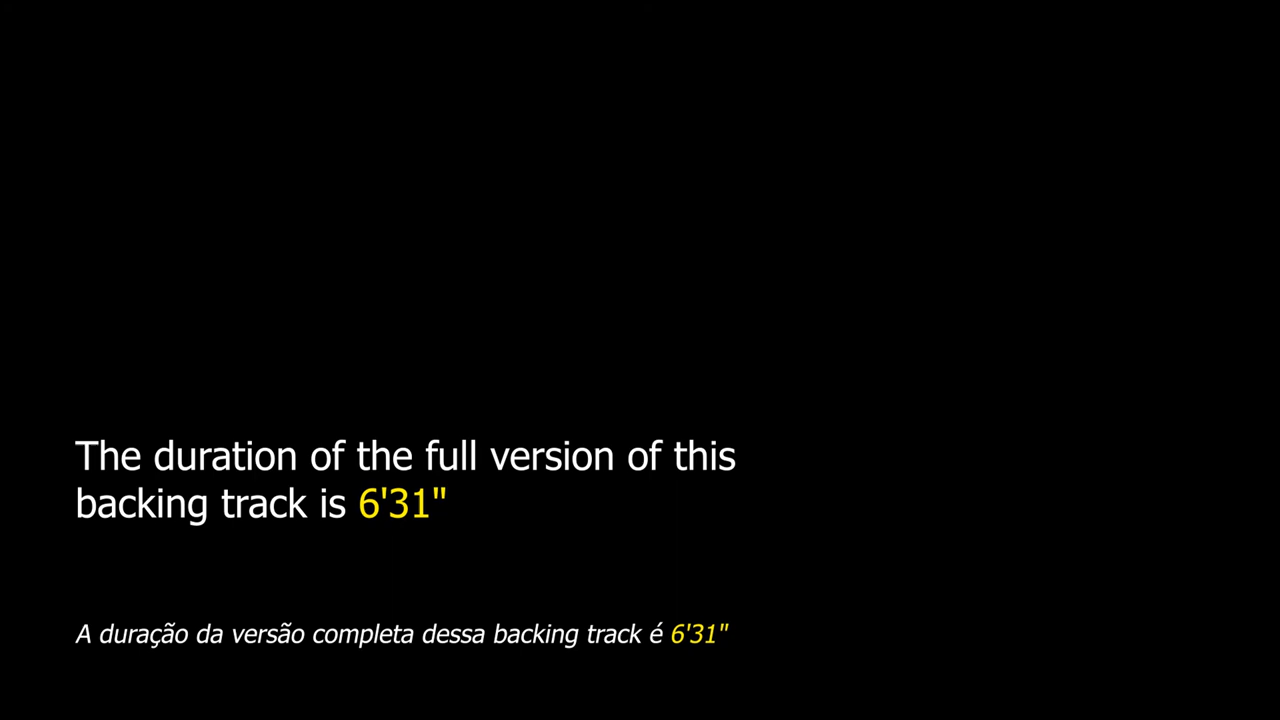 The duration of the full version of this
backing track is 6'31"
A duração da versão completa dessa backing track é 6'31"